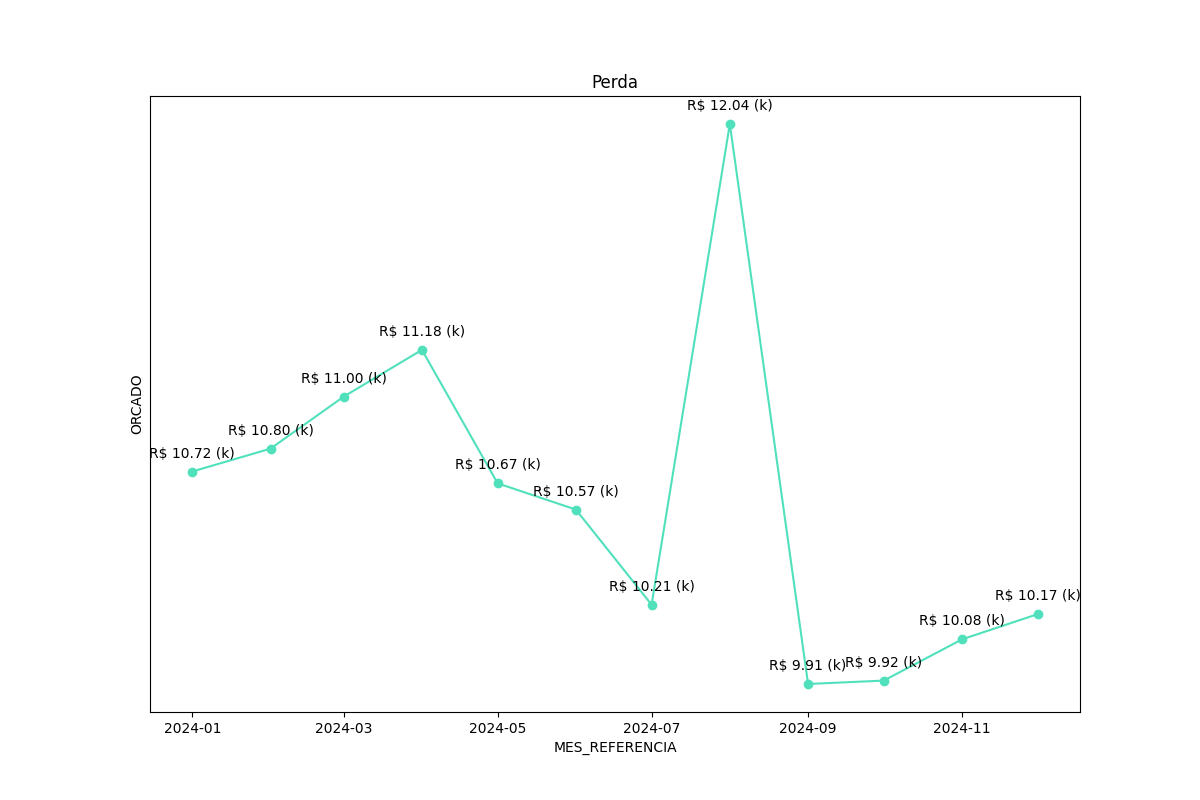 Perda
R$ 12.04 (k)
R$ 11.18 (k)
R$ 11.00 (k)
R$ 10.80 (k)
R$ 10.72 (k)
R$ 10.67 (k)
R$ 10.57 (k)
R$ 10.21 (k)
R$ 9.91 (k)
R$ 9.92 (k)
R$ 10.08 (k)
R$ 10.17 (k)
ORCADO
2024-01 2024-03 2024-05 2024-07 2024-09 2024-11
MES_REFERENCIA